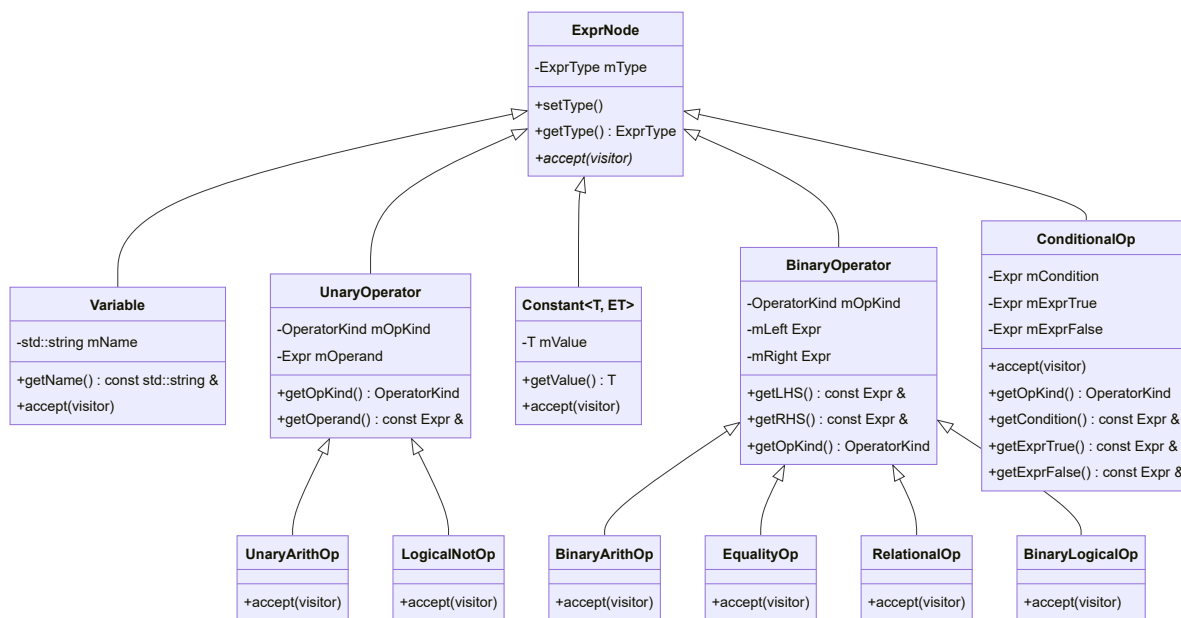 ExprNode
-ExprType mType
+setType()
+getType() : ExprType
+accept(visitor)
Variable
-std::string mName
+getName() : const std::string &
+accept(visitor)
UnaryOperator
-OperatorKind mOpKind
-Expr mOperand
+getOpKind() : OperatorKind
+getOperand() : const Expr &
Constant<T, ET>
-T mValue
+getValue() : T
+accept(visitor)
BinaryOperator
-OperatorKind mOpKind
-mLeft Expr
-mRight Expr
+getLHS() : const Expr &
+getRHS() : const Expr &
+getOpKind() : OperatorKind
ConditionalOp
-Expr mCondition
-Expr mExprTrue
-Expr mExprFalse
+accept(visitor)
+getOpKind() : OperatorKind
+getCondition() : const Expr &
+getExprTrue() : const Expr &
+getExprFalse() : const Expr &
UnaryArithOp
+accept(visitor)
LogicalNotOp
+accept(visitor)
BinaryArithOp
+accept(visitor)
EqualityOp
+accept(visitor)
RelationalOp
+accept(visitor)
BinaryLogicalOp
+accept(visitor)